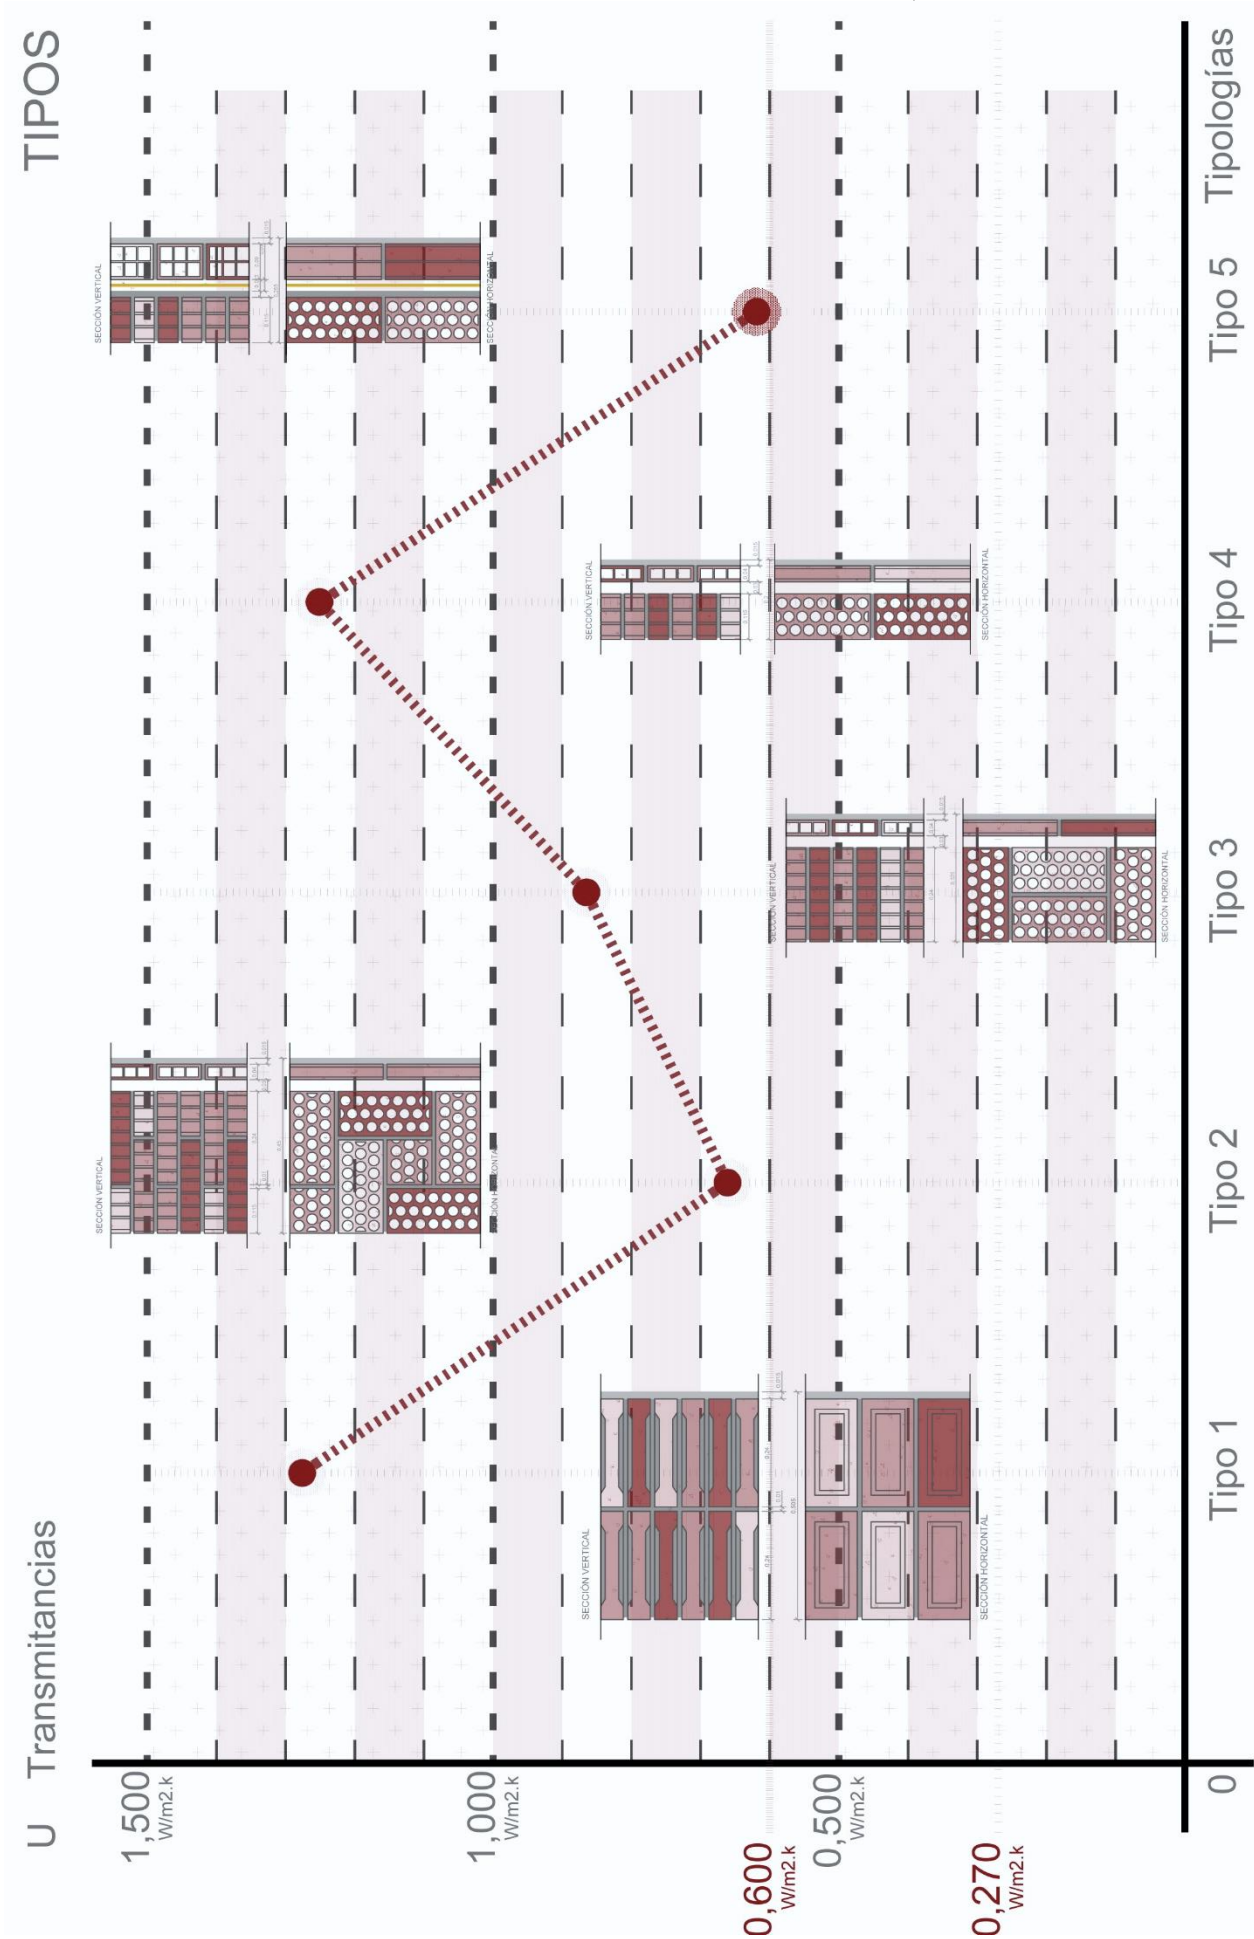 TIPOS
U Transmitancias
1,500
W/m2.k
1,000
W/m2.k
0,600
W/m2.k
0,500
W/m2.k
0,270
W/m2.k
0
Tipo 1
Tipo 2
Tipo 3
Tipo 4
Tipo 5
Tipologías
SECCIÓN VERTICAL
SECCIÓN HORIZONTAL
SECCIÓN VERTICAL
SECCIÓN HORIZONTAL
SECCIÓN VERTICAL
SECCIÓN HORIZONTAL
SECCIÓN VERTICAL
SECCIÓN HORIZONTAL
SECCIÓN VERTICAL
SECCIÓN HORIZONTAL